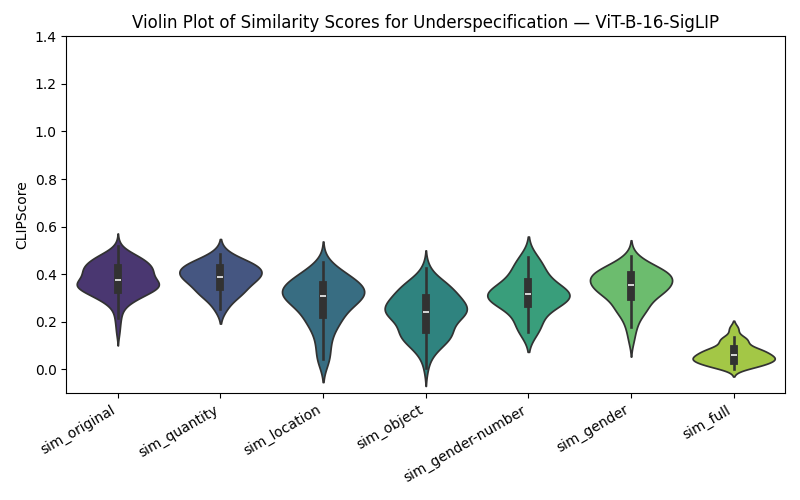 Violin Plot of Similarity Scores for Underspecification — ViT-B-16-SigLIP
1.4
1.2
1.0
0.8
0.6
0.4
0.2
0.0
CLIPScore
sim_original
sim_quantity
sim_location
sim_object
sim_gender-number
sim_gender
sim_full